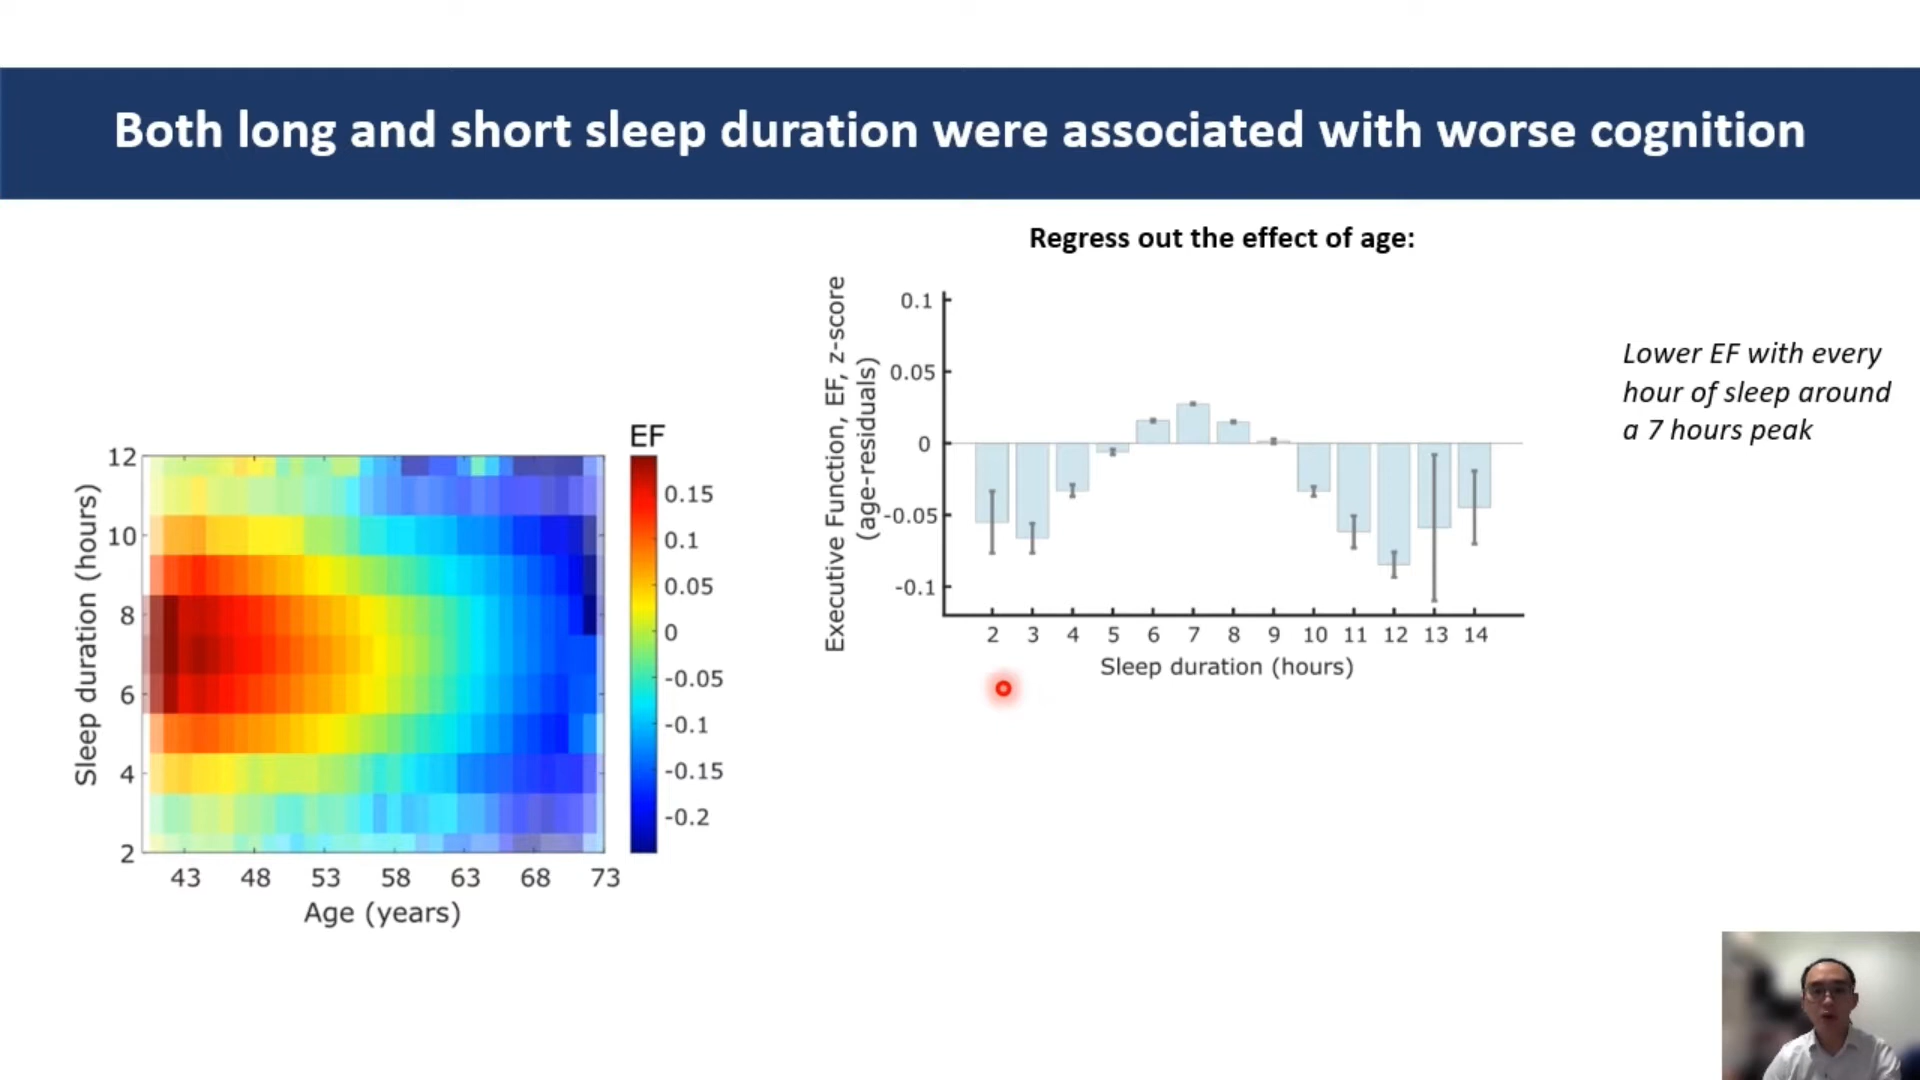 Both long and short sleep duration were associated with worse cognition
Regress out the effect of age:
Executive Function, EF, z-score
(age-residuals)
0.1
0.05
0
-0.05
-0.1
2 3 4 5 6 7 8 9 10 11 12 13 14
Sleep duration (hours)
Lower EF with every
hour of sleep around
a 7 hours peak
EF
Sleep duration (hours)
12
10
8
6
4
2
43 48 53 58 63 68 73
Age (years)
0.15
0.1
0.05
0
-0.05
-0.1
-0.15
-0.2